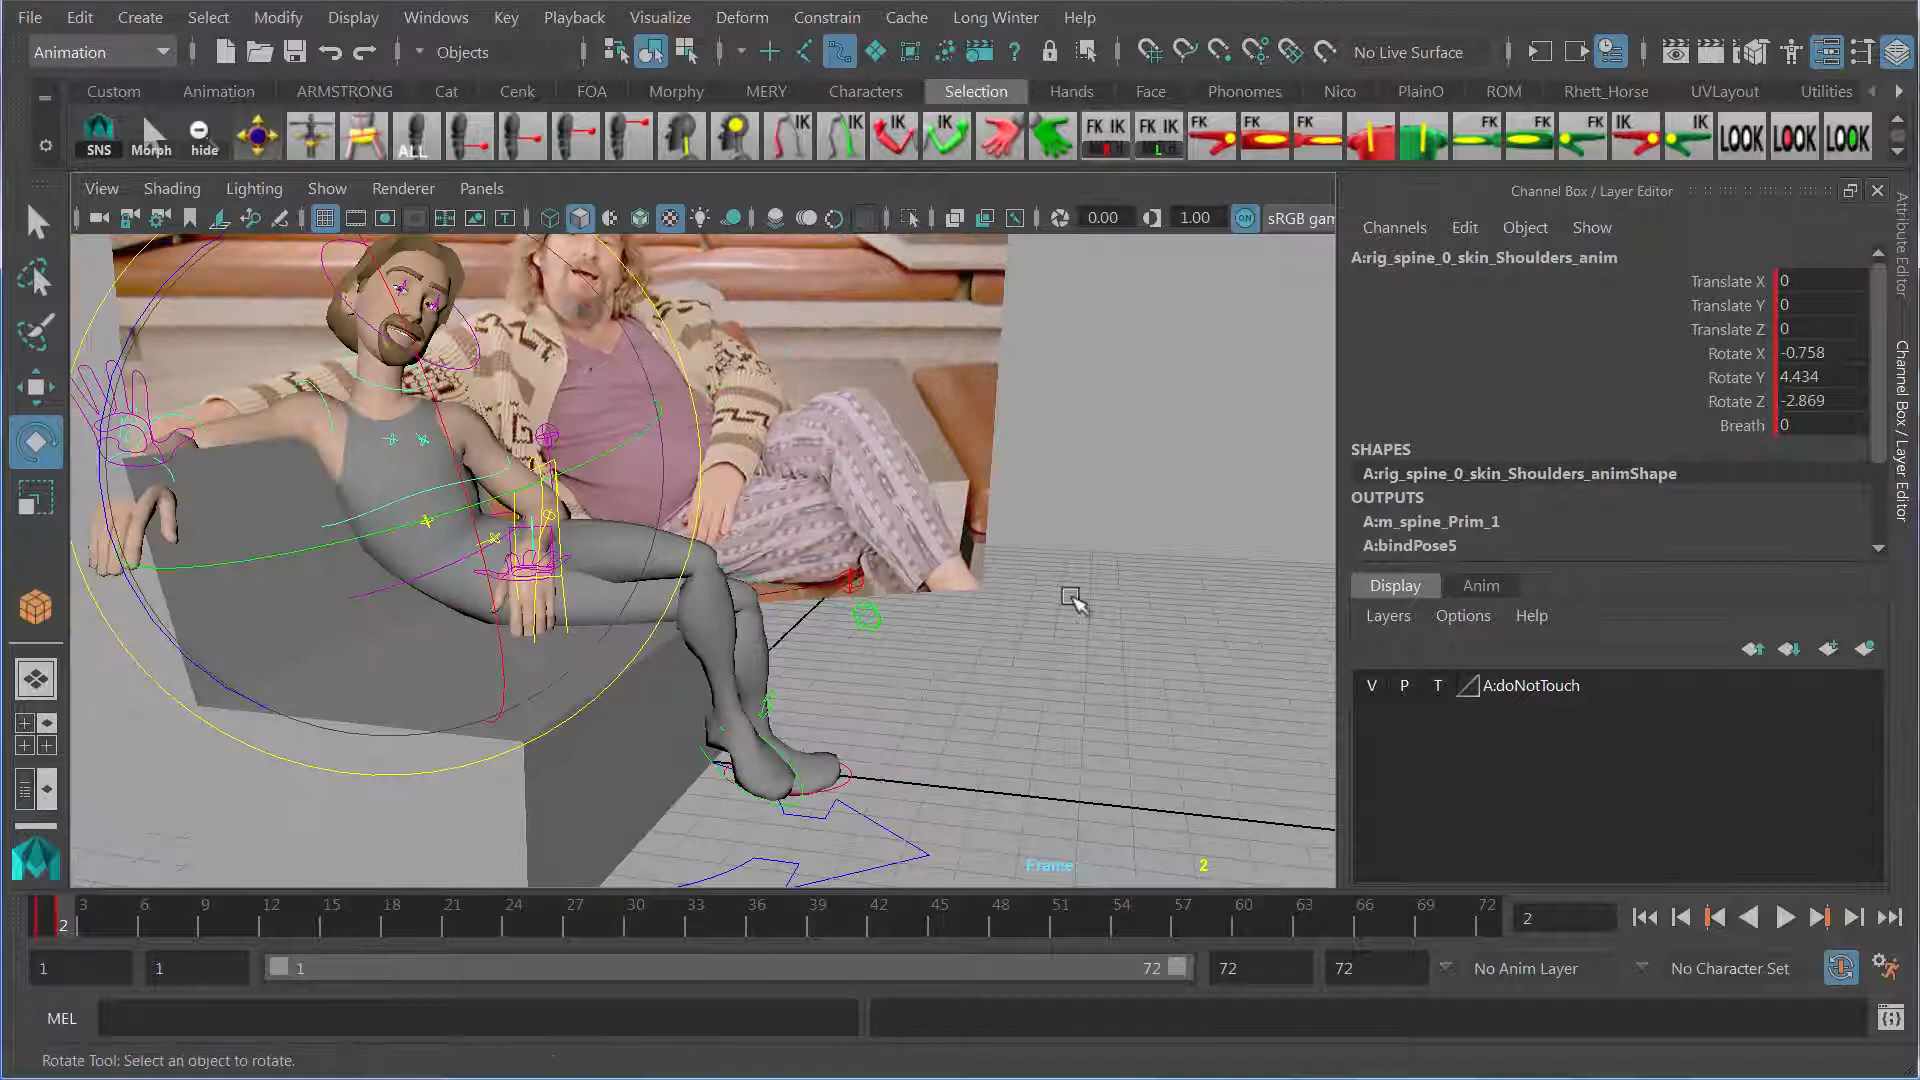 File Edit Create Select Modify Display Windows Key Playback Visualize Deform Constrain Cache Long Winter Help
Animation Objects No Live Surface
Custom Animation ARMSTRONG Cat Cenk FOA Morphy MERY Characters Selection Hands Face Phonomes Nico PlainO ROM Rhett_Horse UVLayout Utilities
SNS Morph hide ALL IK IK IK IK FK IK FK IK L FK FK FK FK FK FK IK IK LOOK LOOK LOOK
View Shading Lighting Show Renderer Panels
0.00 1.00 ON sRGB gam
Channel Box / Layer Editor
Channels Edit Object Show
A:rig_spine_0_skin_Shoulders_anim
Translate X 0
Translate Y 0
Translate Z 0
Rotate X -0.758
Rotate Y 4.434
Rotate Z -2.869
Breath 0
SHAPES
A:rig_spine_0_skin_Shoulders_animShape
OUTPUTS
A:m_spine_Prim_1
A:bindPose5
Display Anim
Layers Options Help
V P T A:doNotTouch
Attribute Editor
Channel Box / Layer Editor
Frame: 2
2 3 6 9 12 15 18 21 24 27 30 33 36 39 42 45 48 51 54 57 60 63 66 69 72 2
1 1 1 72 72 72 No Anim Layer No Character Set
MEL
Rotate Tool: Select an object to rotate.